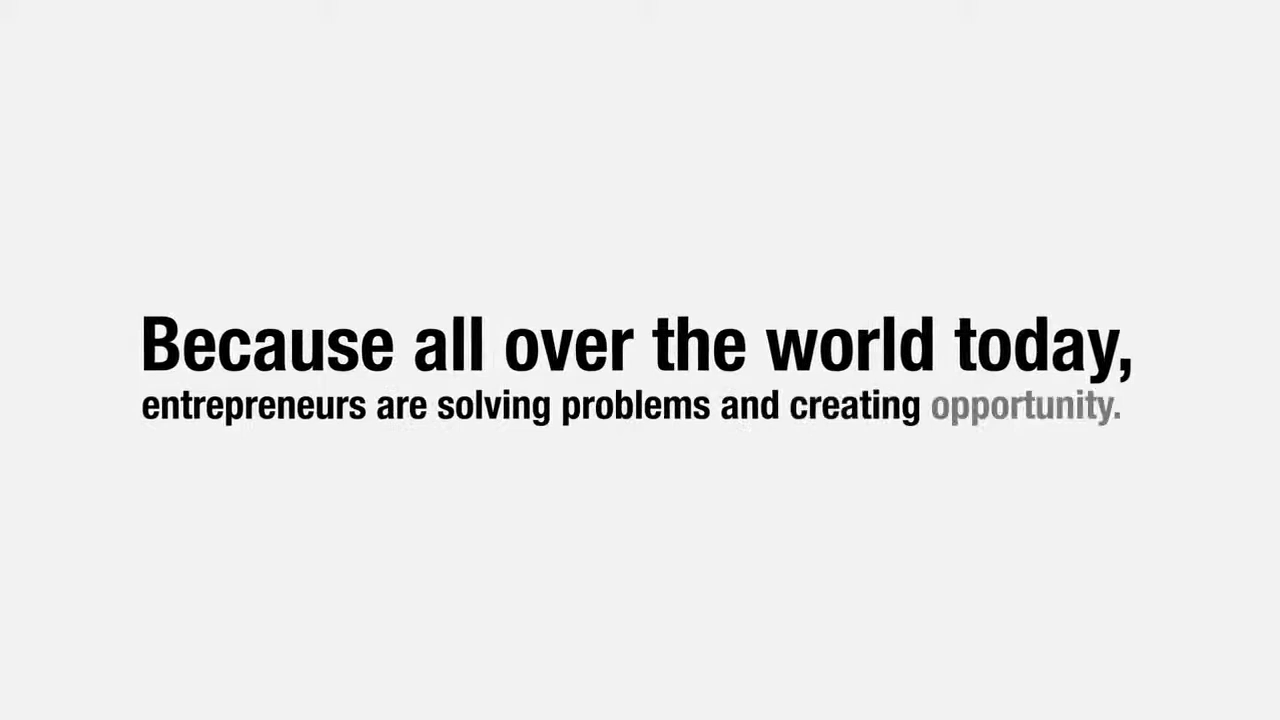 Because all over the world today,
entrepreneurs are solving problems and creating opportunity.